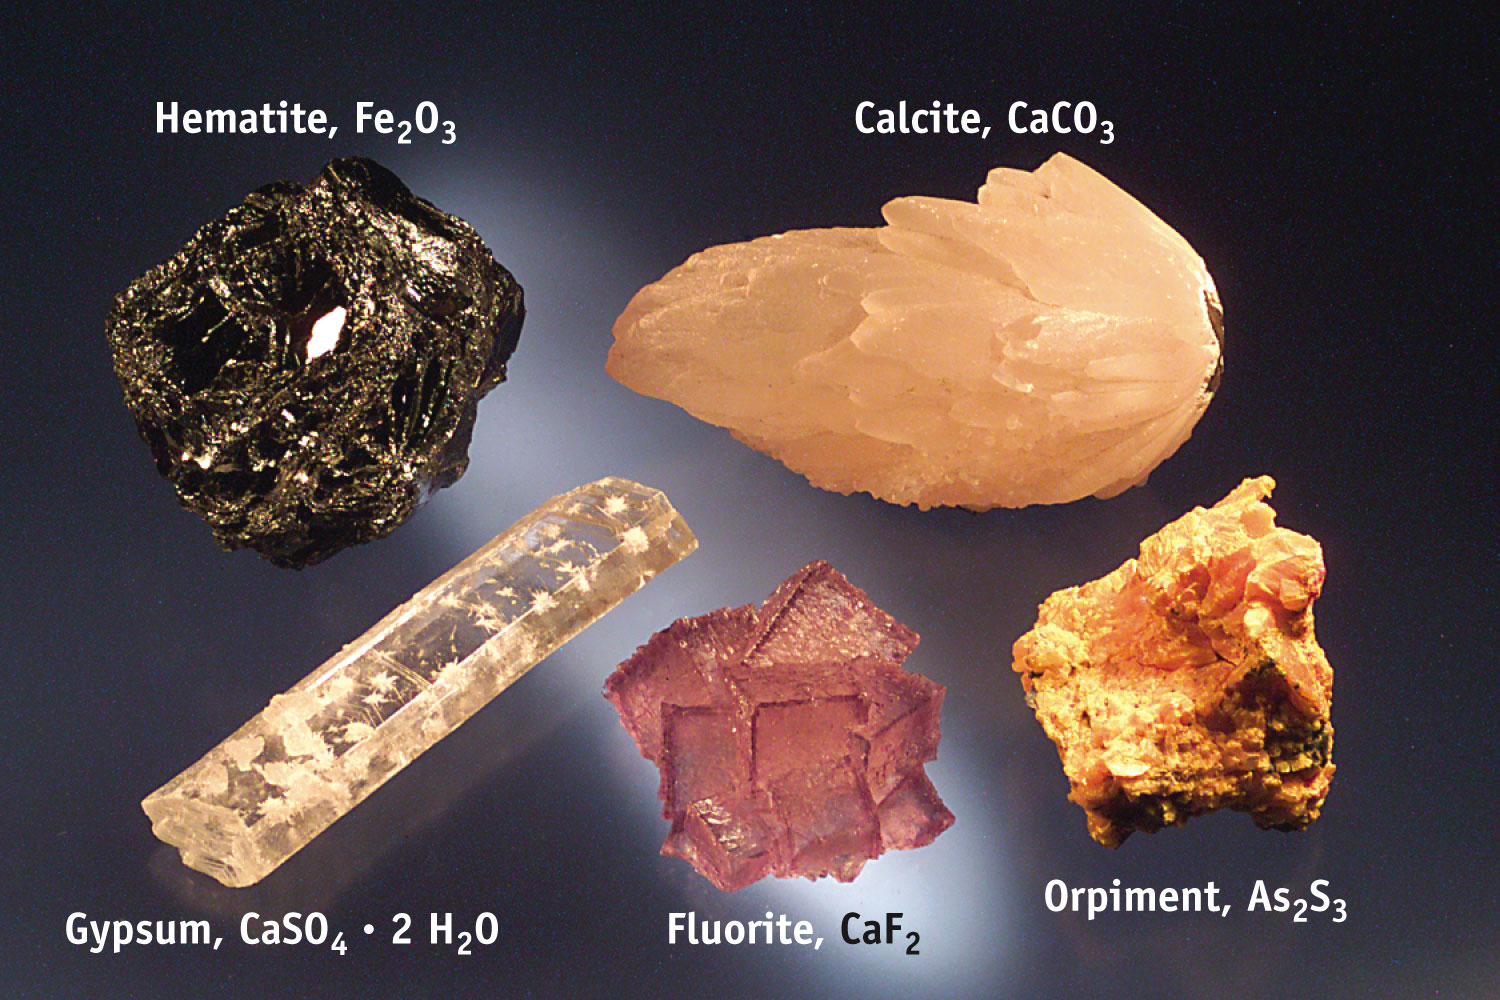 Hematite, Fe₂O₃
Calcite, CaCO₃
Gypsum, CaSO₄ • 2 H₂O
Fluorite, CaF₂
Orpiment, As₂S₃